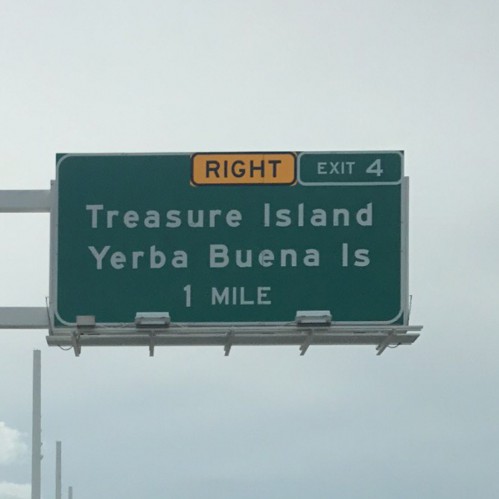 RIGHT EXIT 4
Treasure Island
Yerba Buena Is
1 MILE